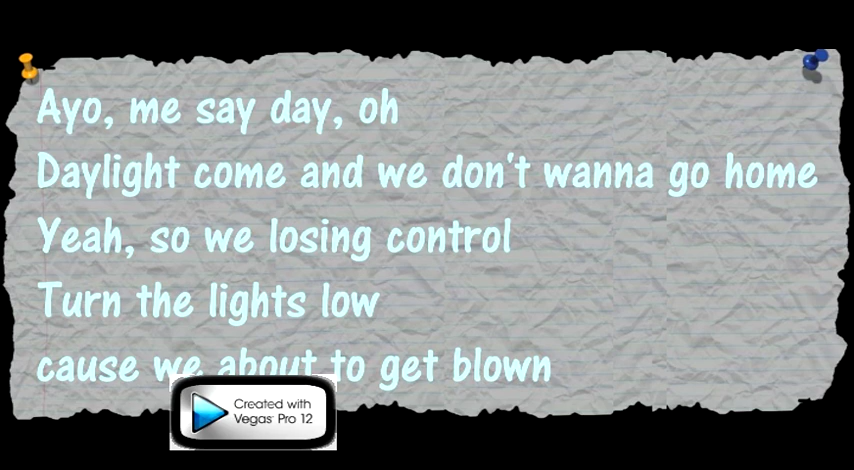 Ayo, me say day, oh
Daylight come and we don't wanna go home
Yeah, so we losing control
Turn the lights low
cause we about to get blown
Created with
Vegas Pro 12